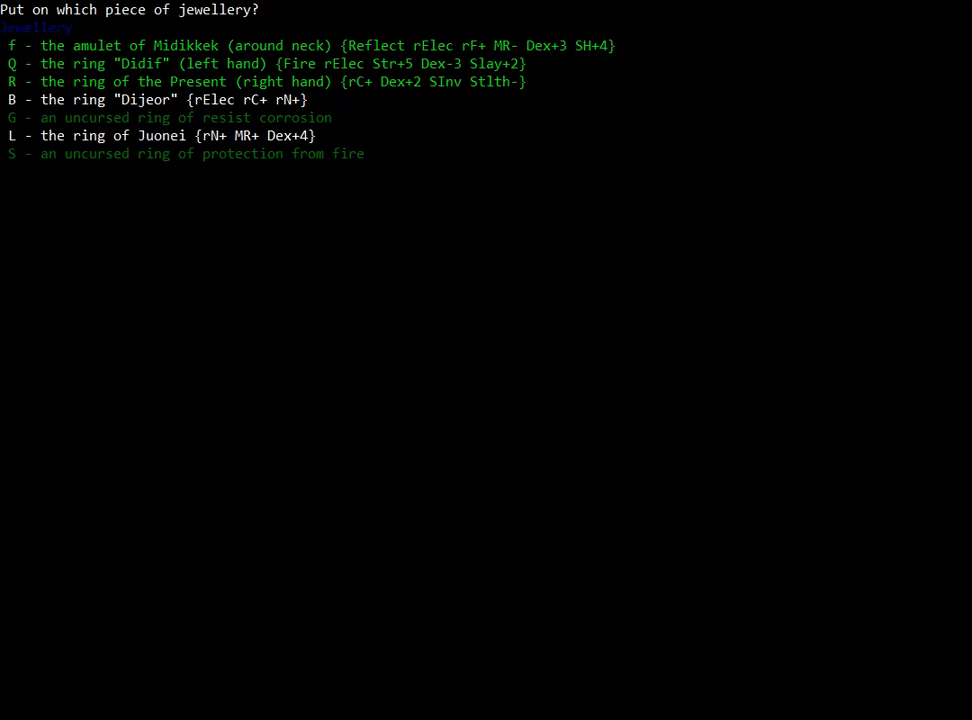 Put on which piece of jewellery?
Jewellery
f - the amulet of Midikkek (around neck) {Reflect rElec rF+ MR- Dex+3 SH+4}
Q - the ring "Didif" (left hand) {Fire rElec Str+5 Dex-3 Slay+2}
R - the ring of the Present (right hand) {rC+ Dex+2 SInv Stlth-}
B - the ring "Dijeor" {rElec rC+ rN+}
G - an uncursed ring of resist corrosion
L - the ring of Juonei {rN+ MR+ Dex+4}
S - an uncursed ring of protection from fire